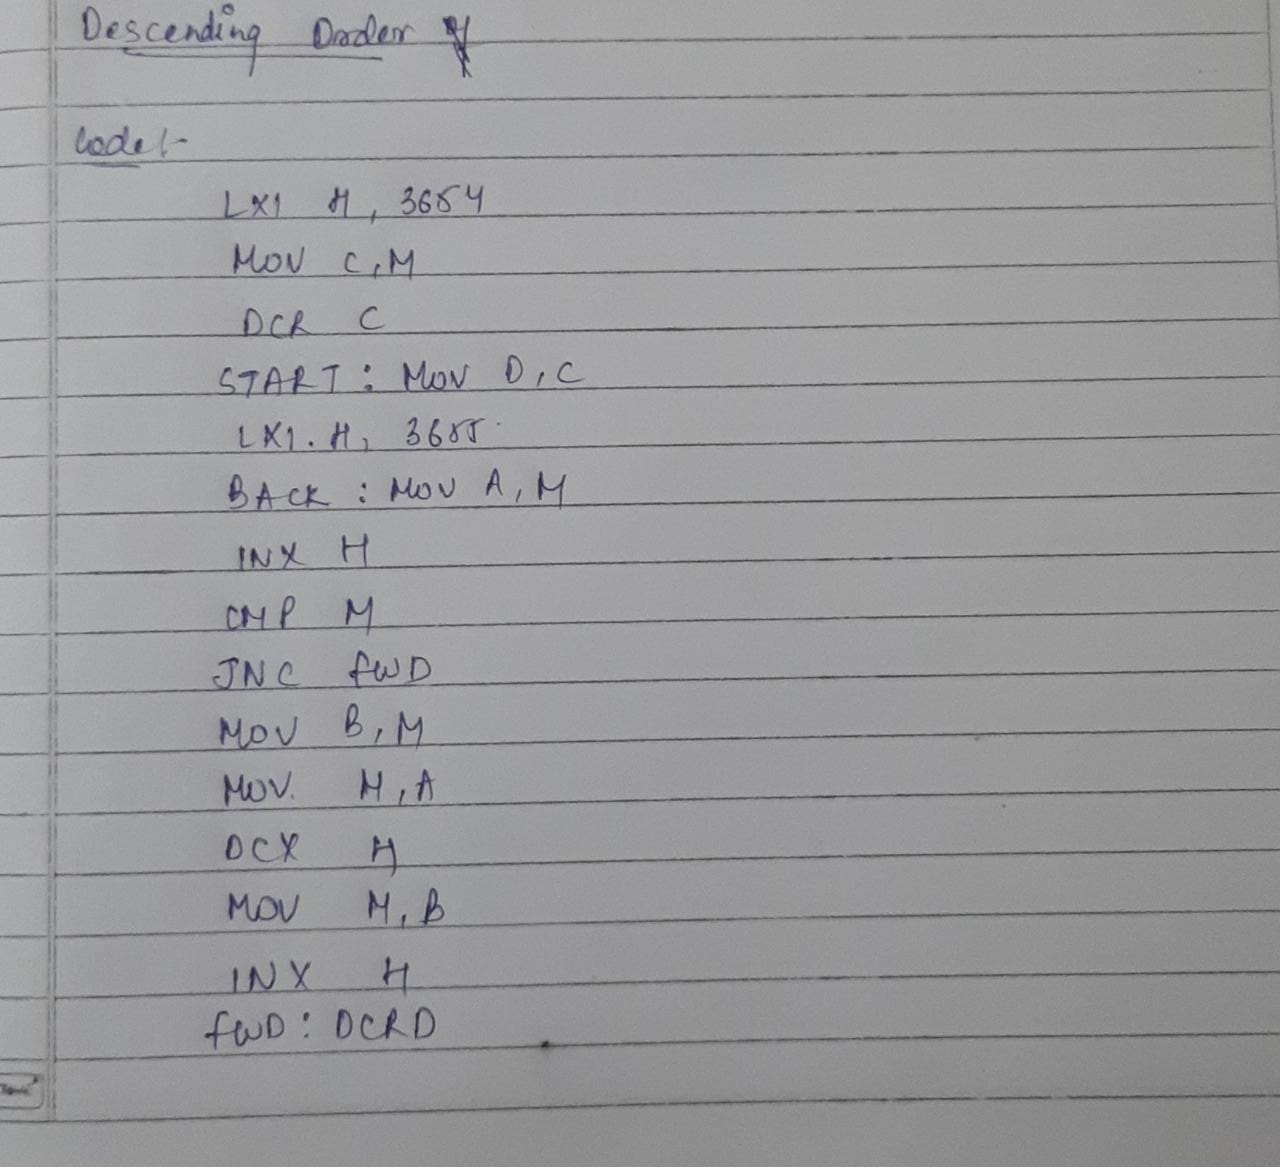 Descending Order
Code :-
LXI H, 3654
MOV C, M
DCR C
START : MOV D, C
LXI. H, 3655
BACK : MOV A, M
INX H
CMP M
JNC fWD
MOV B, M
MOV. M, A
DCX H
MOV M, B
INX H
fWD : DCRD